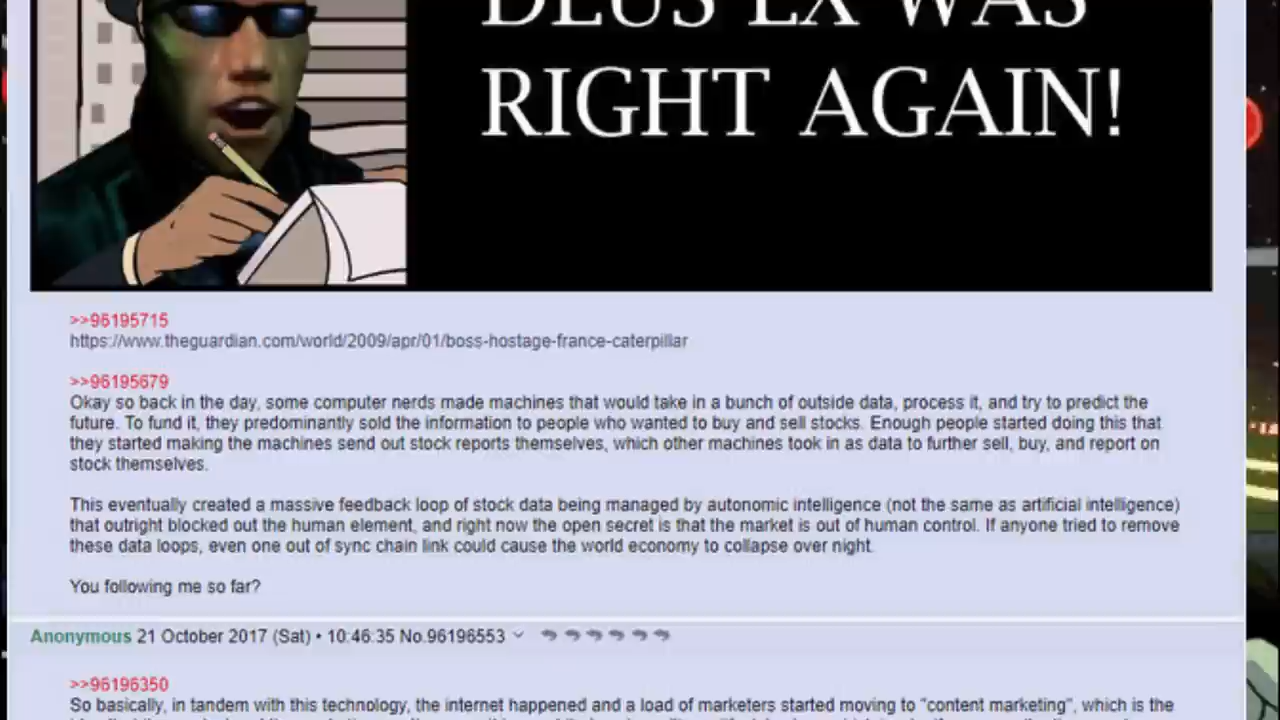 DEUS EX WAS
RIGHT AGAIN!
>>96195715
https://www.theguardian.com/world/2009/apr/01/boss-hostage-france-caterpillar
>>96195679
Okay so back in the day, some computer nerds made machines that would take in a bunch of outside data, process it, and try to predict the
future. To fund it, they predominantly sold the information to people who wanted to buy and sell stocks. Enough people started doing this that
they started making the machines send out stock reports themselves, which other machines took in as data to further sell, buy, and report on
stock themselves.
This eventually created a massive feedback loop of stock data being managed by autonomic intelligence (not the same as artificial intelligence)
that outright blocked out the human element, and right now the open secret is that the market is out of human control. If anyone tried to remove
these data loops, even one out of sync chain link could cause the world economy to collapse over night.
You following me so far?
Anonymous 21 October 2017 (Sat) • 10:46:35 No.96196553
>>96196350
So basically, in tandem with this technology, the internet happened and a load of marketers started moving to "content marketing", which is the